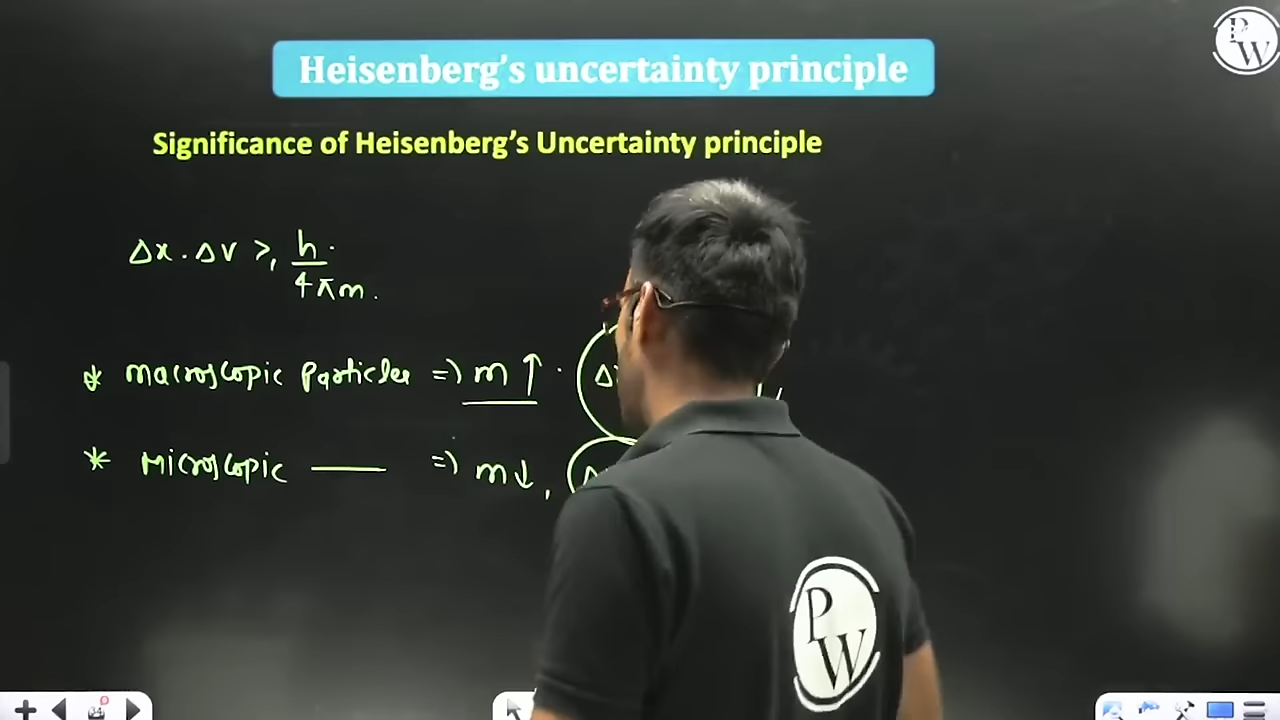 Heisenberg's uncertainty principle
P
W
Significance of Heisenberg's Uncertainty principle
Δx . Δv ≥ h / 4πm .
* macroscopic particles => m ↑ . Δ
* microscopic —— => m↓ ,
P
W